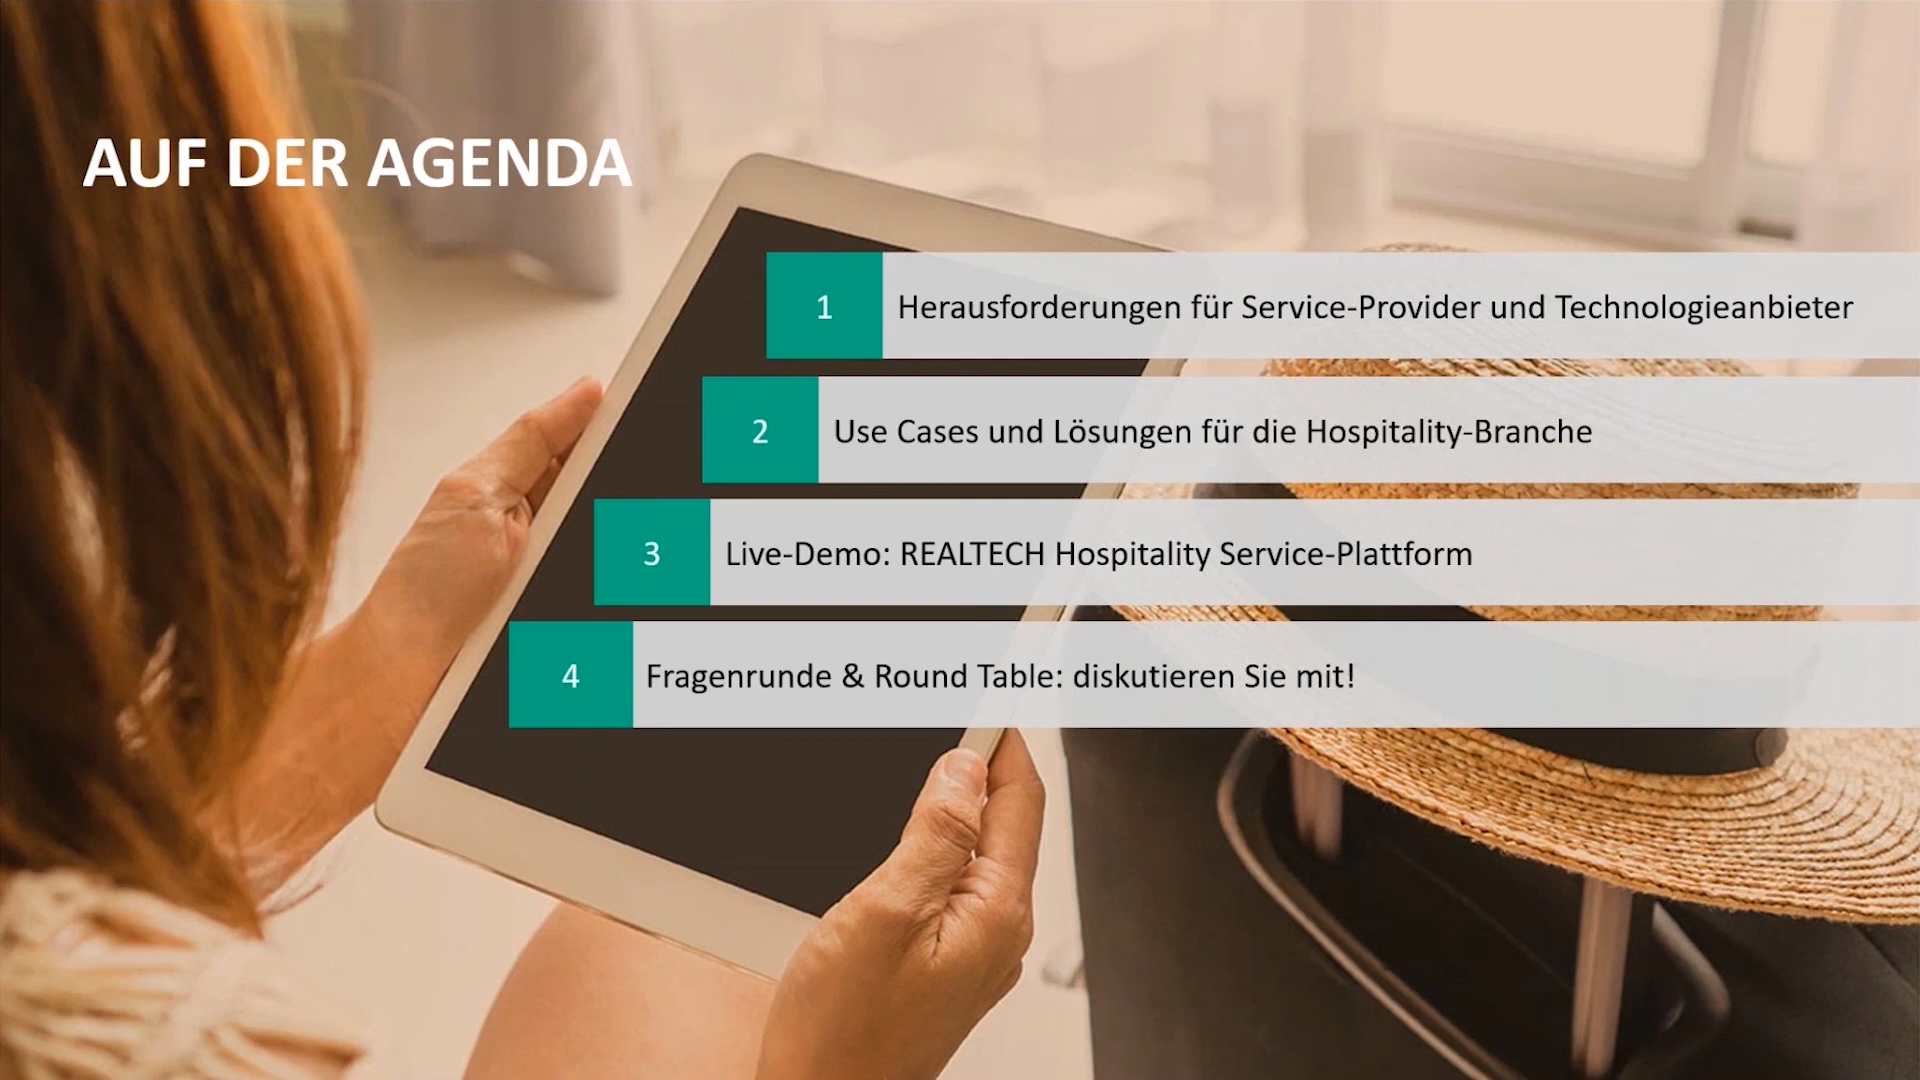 AUF DER AGENDA
1 Herausforderungen für Service-Provider und Technologieanbieter
2 Use Cases und Lösungen für die Hospitality-Branche
3 Live-Demo: REALTECH Hospitality Service-Plattform
4 Fragenrunde & Round Table: diskutieren Sie mit!